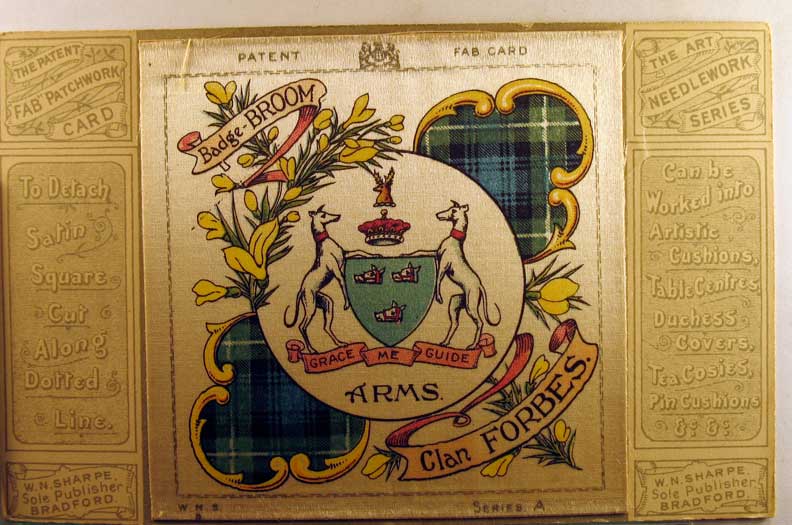 THE PATENT
FAB PATCHWORK
CARD
To Detach
Satin
Square
Cut
Along
Dotted
Line.
W.N. SHARPE.
Sole Publisher
BRADFORD.
PATENT FAB CARD
Badge-BROOM
GRACE ME GUIDE
ARMS.
Clan FORBES.
W.N.S.
B
SERIES. A
THE ART
NEEDLEWORK
SERIES
Can be
Worked into
Artistic
Cushions,
Table Centres,
Duchess
Covers,
Tea Cosies,
Pin Cushions
&c &c.
W.N. SHARPE.
Sole Publisher
BRADFORD.